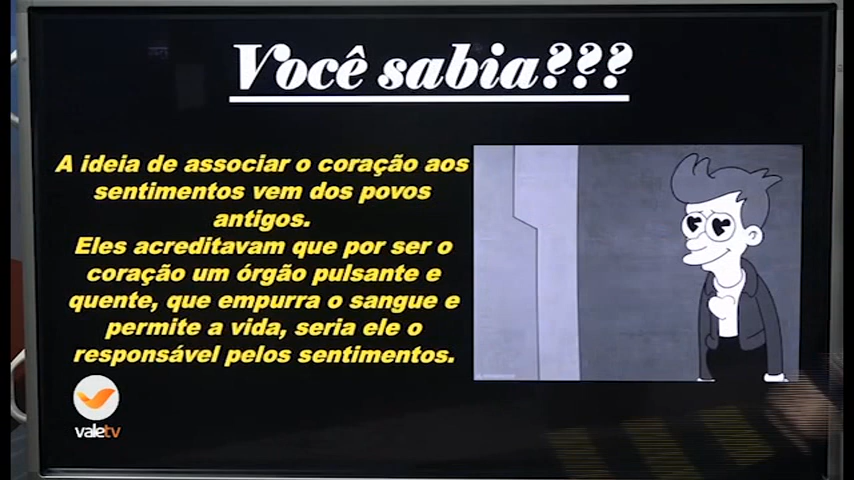 Você sabia???
A ideia de associar o coração aos
sentimentos vem dos povos
antigos.
Eles acreditavam que por ser o
coração um órgão pulsante e
quente, que empurra o sangue e
permite a vida, seria ele o
responsável pelos sentimentos.
valetv